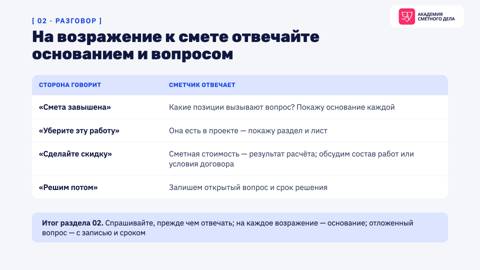 [ 02 · РАЗГОВОР ]
АКАДЕМИЯ
СМЕТНОГО ДЕЛА
На возражение к смете отвечайте
основанием и вопросом
СТОРОНА ГОВОРИТ СМЕТЧИК ОТВЕЧАЕТ
«Смета завышена» Какие позиции вызывают вопрос? Покажу основание каждой
«Уберите эту работу» Она есть в проекте — покажу раздел и лист
«Сделайте скидку» Сметная стоимость — результат расчёта; обсудим состав работ или
условия договора
«Решим потом» Запишем открытый вопрос и срок решения
Итог раздела 02. Спрашивайте, прежде чем отвечать; на каждое возражение — основание; отложенный
вопрос — с записью и сроком